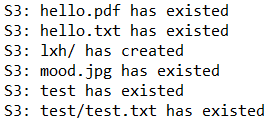 S3: hello.pdf has existed
S3: hello.txt has existed
S3: lxh/ has created
S3: mood.jpg has existed
S3: test has existed
S3: test/test.txt has existed